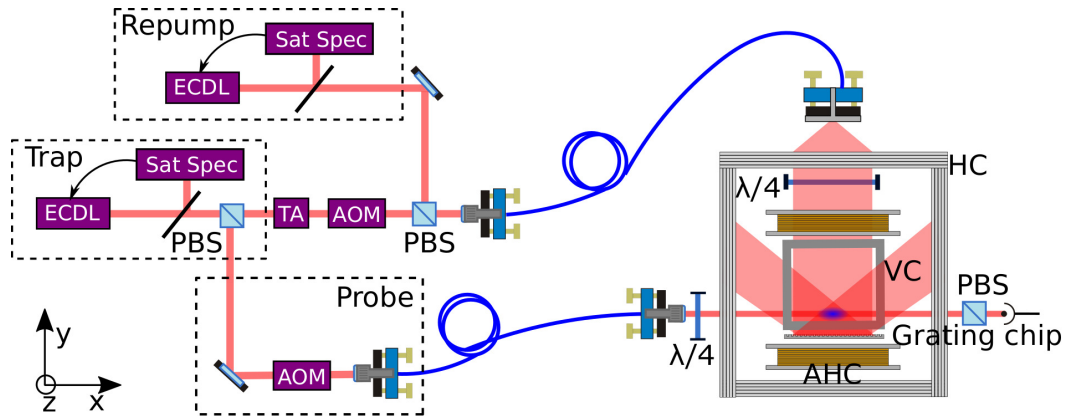 Repump
Sat Spec
ECDL
Trap
Sat Spec
ECDL
PBS
TA
AOM
PBS
HC
λ/4
VC
PBS
Probe
λ/4
Grating chip
AOM
AHC
y
z
x